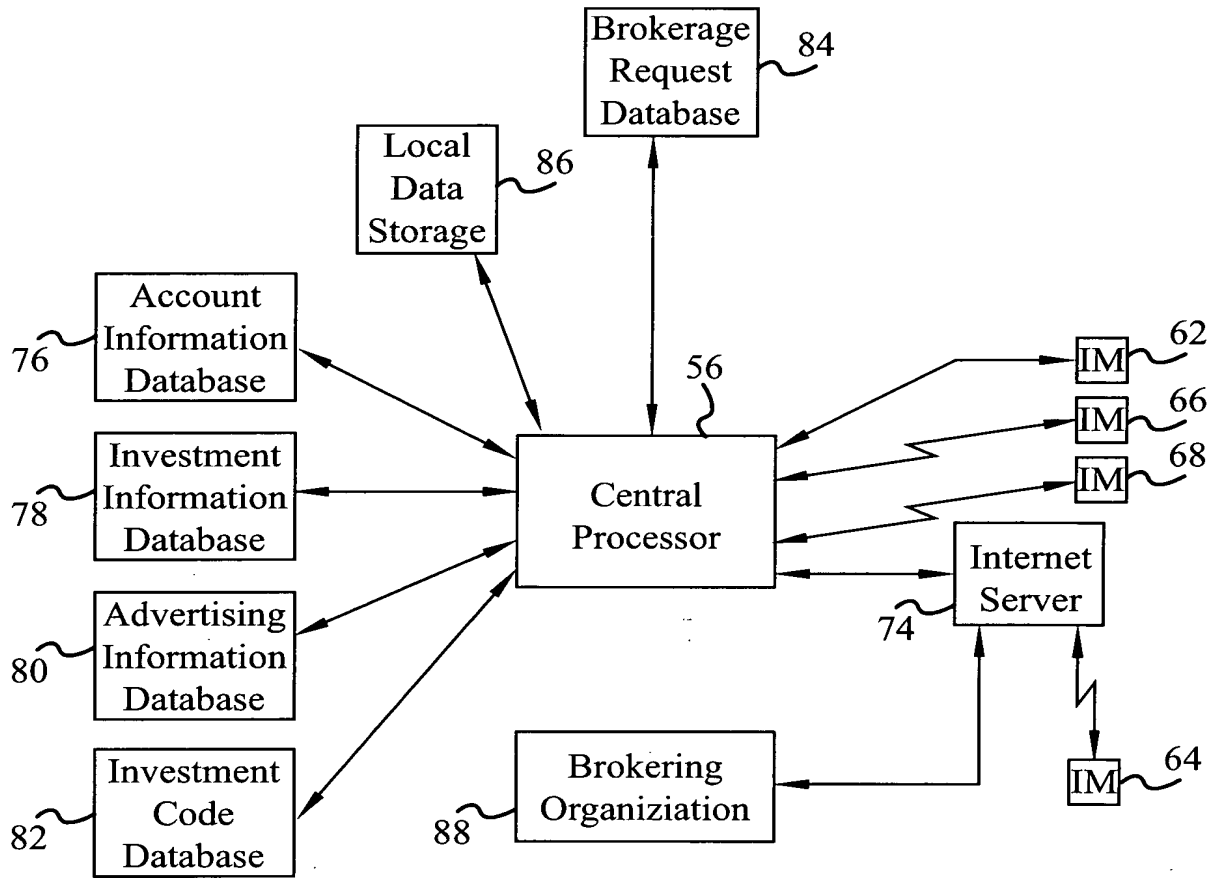 Brokerage
Request
Database
84
Local
Data
Storage
86
Account
Information
Database
76
56
IM
62
IM
66
IM
68
Investment
Information
Database
78
Central
Processor
Internet
Server
74
Advertising
Information
Database
80
Brokering
Organiziation
88
IM
64
Investment
Code
Database
82